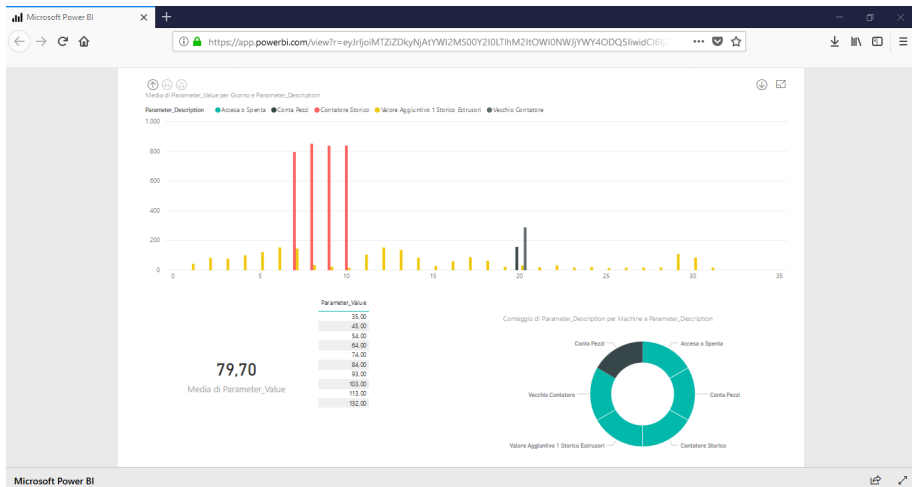 Microsoft Power BI
https://app.powerbi.com/view?r=eyJrIjoiMTZiZDkyNjAtYWI2MS00Y2I0LTlhM2ItOWI0NWJjYWY4ODQ5IiwidCI6Ij
Media di Parameter_Value per Giorno e Parameter_Description
Parameter_Description Accesa o Spenta Conta Pezzi Contatore Storico Valore Aggiuntivo 1 Storico Estrusori Vecchio Contatore
1.000
800
600
400
200
0
0 5 10 15 20 25 30 35
Parameter_Value
35,00
45,00
54,00
64,00
74,00
84,00
93,00
103,00
113,00
132,00
79,70
Media di Parameter_Value
Conteggio di Parameter_Description per Machine e Parameter_Description
Conta Pezzi Accesa o Spenta
Vecchio Contatore Conta Pezzi
Valore Aggiuntivo 1 Storico Estrusori Contatore Storico
Microsoft Power BI